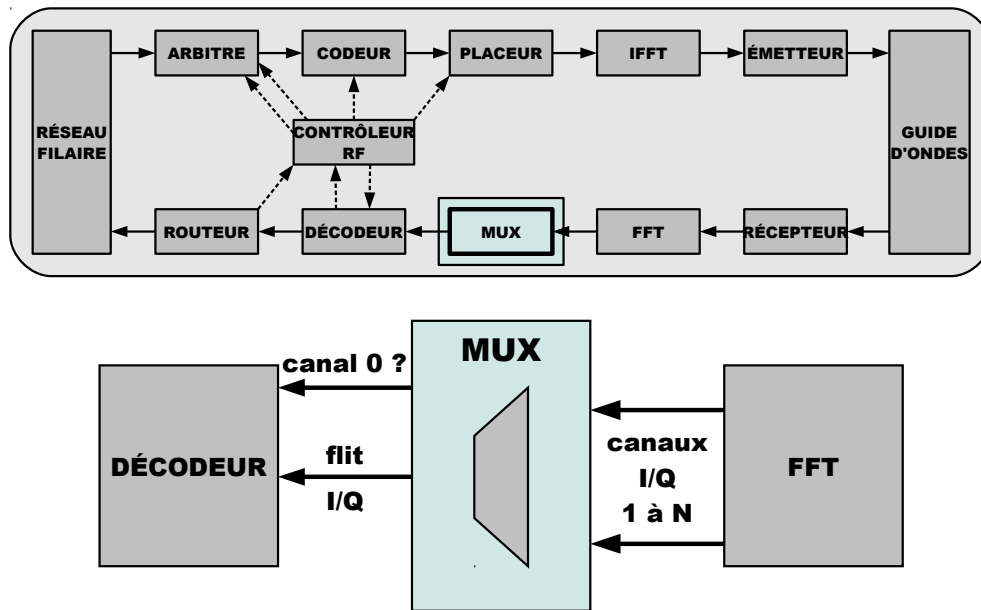 ARBITRE
CODEUR
PLACEUR
IFFT
ÉMETTEUR
RÉSEAU
FILAIRE
CONTRÔLEUR
RF
GUIDE
D'ONDES
ROUTEUR
DÉCODEUR
MUX
FFT
RÉCEPTEUR
MUX
canal 0 ?
DÉCODEUR
flit
I/Q
canaux
I/Q
1 à N
FFT